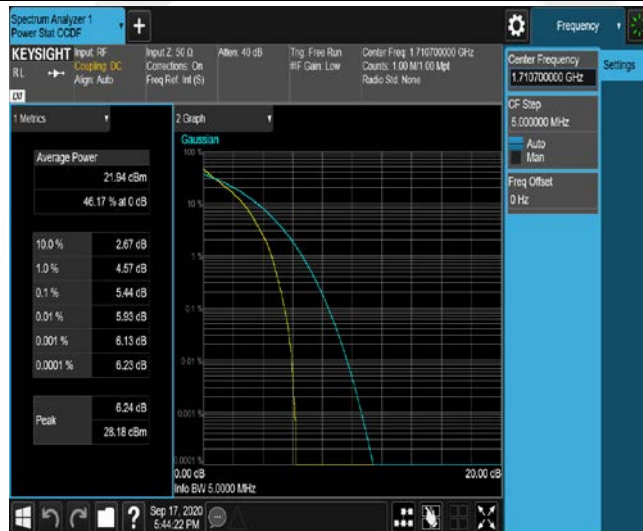 Spectrum Analyzer 1
Power Stat CCDF
Frequency
KEYSIGHT
Input: RF
Coupling: DC
Align: Auto
Input Z: 50 Ω
Corrections: On
Freq Ref: Int (S)
Atten: 40 dB
Trig: Free Run
#IF Gain: Low
Center Freq: 1.710700000 GHz
Counts: 1.00 M/1.00 Mpt
Radio Std: None
RL
LXI
Center Frequency
1.710700000 GHz
Settings
CF Step
5.000000 MHz
Auto
Man
Freq Offset
0 Hz
1 Metrics
Average Power
21.94 dBm
46.17 % at 0 dB
10.0 % 2.67 dB
1.0 % 4.57 dB
0.1 % 5.44 dB
0.01 % 5.93 dB
0.001 % 6.13 dB
0.0001 % 6.23 dB
Peak
6.24 dB
28.18 dBm
2 Graph
Gaussian
100 %
10 %
1 %
0.1 %
0.01 %
0.001 %
0.0001 %
0.00 dB
20.00 dB
Info BW 5.0000 MHz
?
Sep 17, 2020
5:44:22 PM